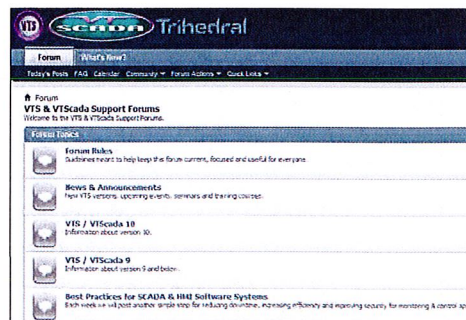 VTS
VTScada Trihedral
Forum What's New?
Today's Posts FAQ Calendar Community Forum Actions Quick Links
Forum
VTS & VTScada Support Forums
Welcome to the VTS & VTScada Support Forums.
Forum Topics
Forum Rules
Guidelines meant to help keep this forum current, focused and useful for everyone.
News & Announcements
New VTS versions, upcoming events, seminars and training courses.
VTS / VTScada 10
Information about version 10.
VTS / VTScada 9
Information about version 9 and below.
Best Practices for SCADA & HMI Software Systems
Each week we will post another simple step for reducing downtime, increasing efficiency and improving security for monitoring & control